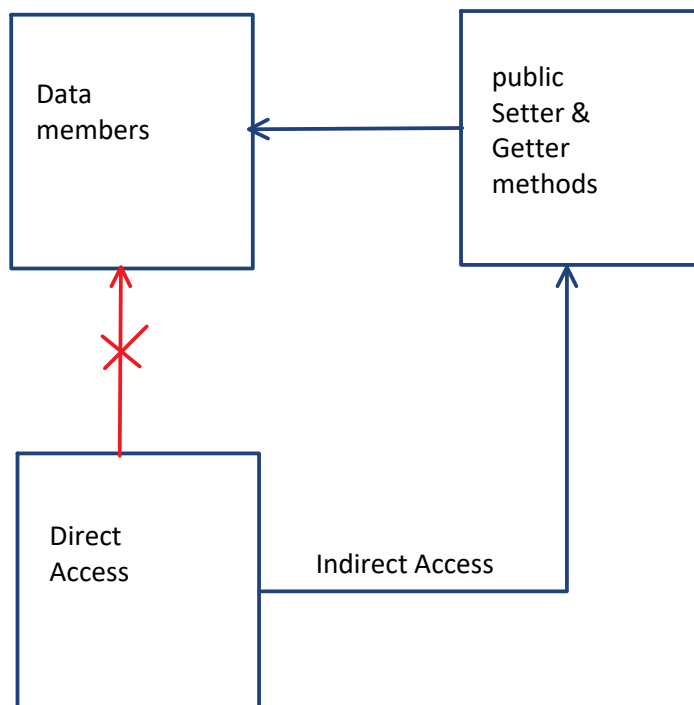 Data
members
public
Setter &
Getter
methods
Direct
Access
Indirect Access